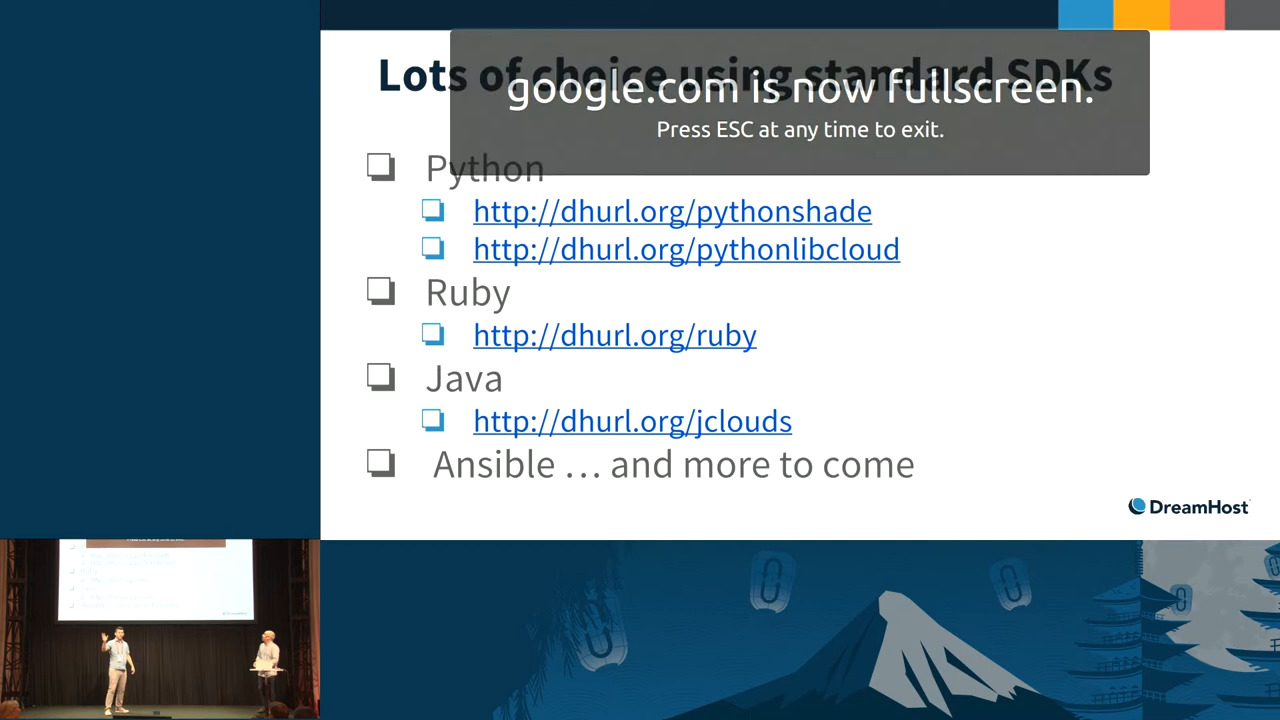 Lots of choice using standard SDKs
google.com is now fullscreen.
Press ESC at any time to exit.
Python
http://dhurl.org/pythonshade
http://dhurl.org/pythonlibcloud
Ruby
http://dhurl.org/ruby
Java
http://dhurl.org/jclouds
Ansible … and more to come
DreamHost